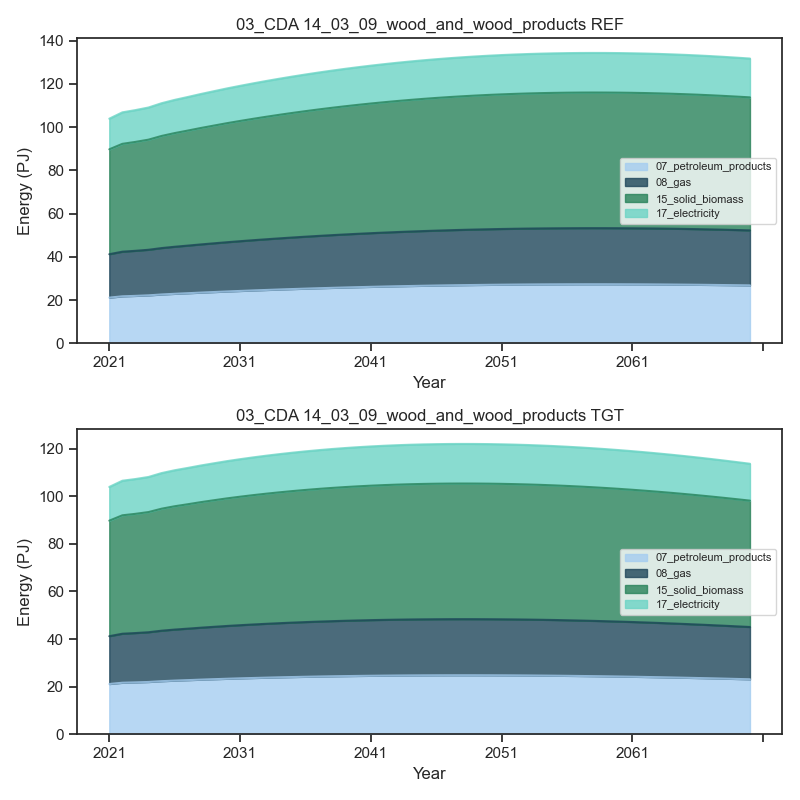 03_CDA 14_03_09_wood_and_wood_products REF
140
120
100
80
60
40
20
0
Energy (PJ)
07_petroleum_products
08_gas
15_solid_biomass
17_electricity
2021 2031 2041 2051 2061
Year
03_CDA 14_03_09_wood_and_wood_products TGT
120
100
80
60
40
20
0
Energy (PJ)
07_petroleum_products
08_gas
15_solid_biomass
17_electricity
2021 2031 2041 2051 2061
Year